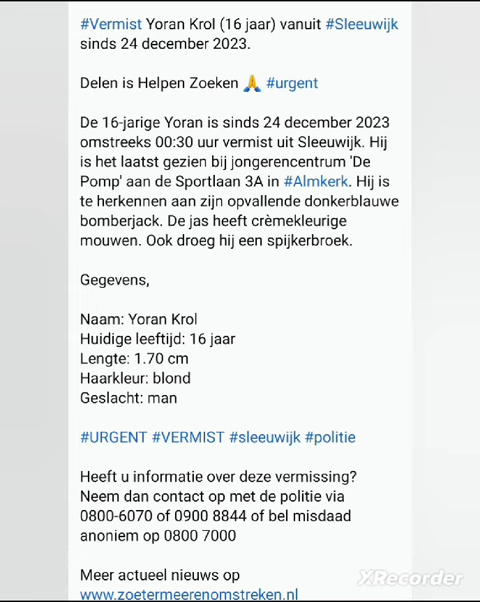 #Vermist Yoran Krol (16 jaar) vanuit #Sleeuwijk
sinds 24 december 2023.
Delen is Helpen Zoeken 🙏 #urgent
De 16-jarige Yoran is sinds 24 december 2023
omstreeks 00:30 uur vermist uit Sleeuwijk. Hij
is het laatst gezien bij jongerencentrum 'De
Pomp' aan de Sportlaan 3A in #Almkerk. Hij is
te herkennen aan zijn opvallende donkerblauwe
bomberjack. De jas heeft crèmekleurige
mouwen. Ook droeg hij een spijkerbroek.
Gegevens,
Naam: Yoran Krol
Huidige leeftijd: 16 jaar
Lengte: 1.70 cm
Haarkleur: blond
Geslacht: man
#URGENT #VERMIST #sleeuwijk #politie
Heeft u informatie over deze vermissing?
Neem dan contact op met de politie via
0800-6070 of 0900 8844 of bel misdaad
anoniem op 0800 7000
Meer actueel nieuws op
www.zoetermeerenomstreken.nl
XRecorder